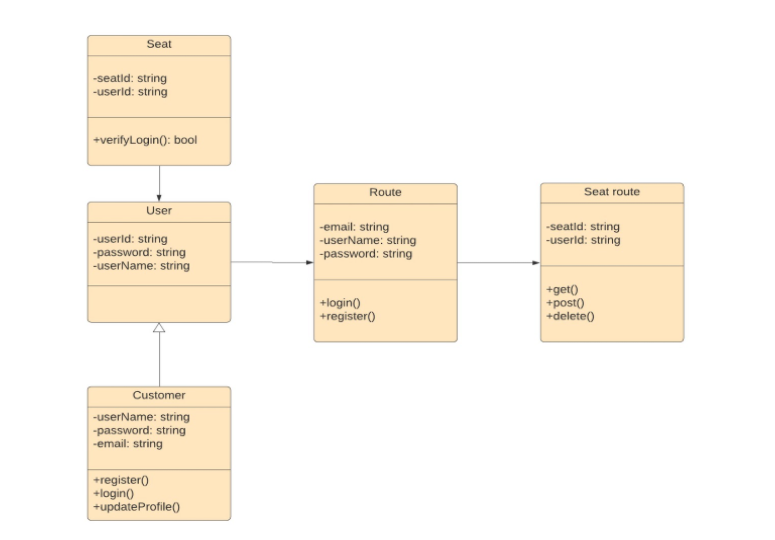 Seat
-seatId: string
-userId: string
+verifyLogin(): bool
User
-userId: string
-password: string
-userName: string
Route
-email: string
-userName: string
-password: string
+login()
+register()
Seat route
-seatId: string
-userId: string
+get()
+post()
+delete()
Customer
-userName: string
-password: string
-email: string
+register()
+login()
+updateProfile()